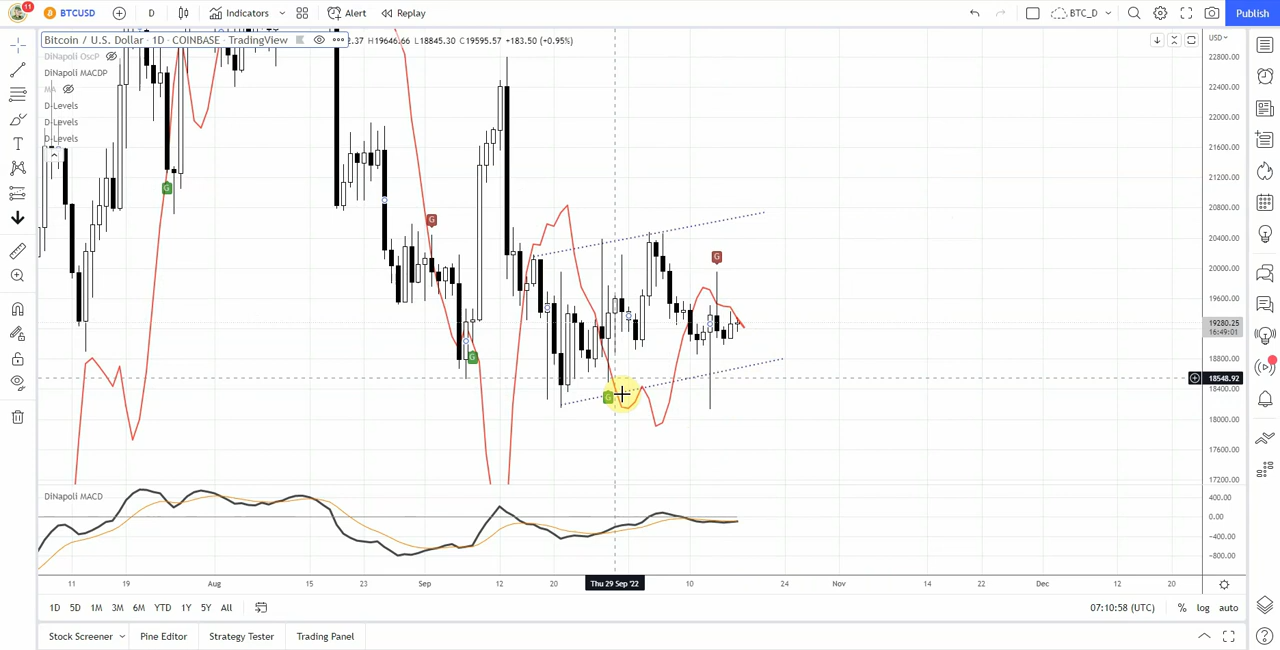 11
BTCUSD
D
Indicators
Alert
Replay
BTC_D
Publish
Bitcoin / U.S. Dollar · 1D · COINBASE · TradingView
2.37 H19646.66 L18845.30 C19595.57 +183.50 (+0.95%)
USD
DiNapoli OscP
DiNapoli MACDP
MA
D-Levels
D-Levels
D-Levels
G
G
G
G
G
22800.00
22400.00
22000.00
21600.00
21200.00
20800.00
20400.00
20000.00
19600.00
19280.25
16:49:01
18800.00
18548.92
18400.00
18000.00
17600.00
17200.00
DiNapoli MACD
400.00
0.00
-400.00
-800.00
11 19 Aug 15 23 Sep 12 20 Thu 29 Sep '22 10 24 Nov 14 22 Dec 12 20
1D 5D 1M 3M 6M YTD 1Y 5Y All
07:10:58 (UTC) % log auto
Stock Screener Pine Editor Strategy Tester Trading Panel